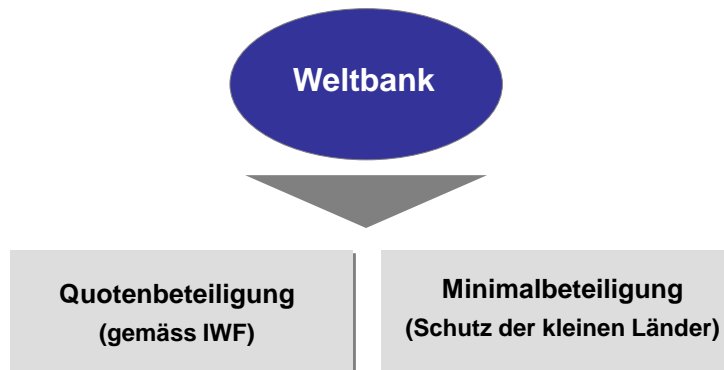 Weltbank
Quotenbeteiligung
(gemäss IWF)
Minimalbeteiligung
(Schutz der kleinen Länder)